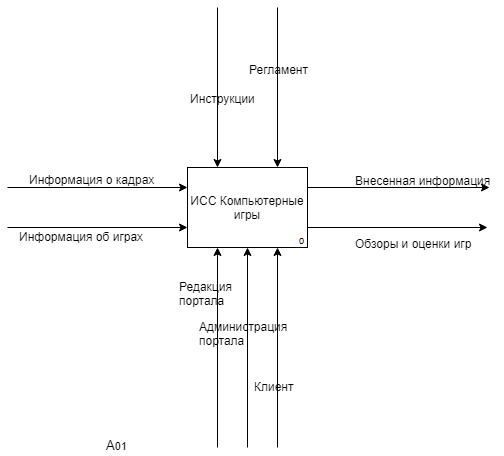 Регламент
Инструкции
Информация о кадрах
Внесенная информация
ИСС Компьютерные
игры
Информация об играх
0
Обзоры и оценки игр
Редакция
портала
Администрация
портала
Клиент
A01